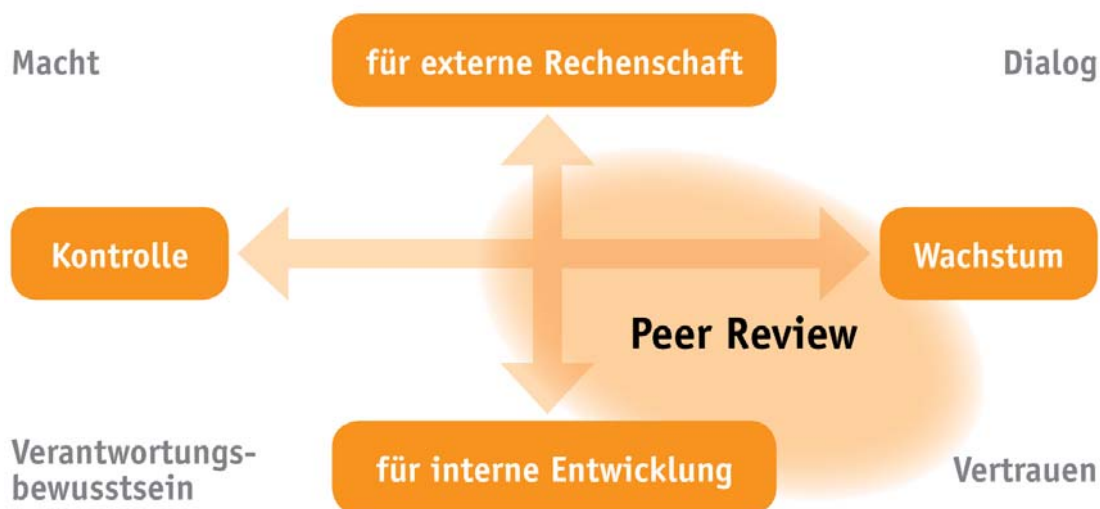 Macht
für externe Rechenschaft
Dialog
Kontrolle
Wachstum
Peer Review
Verantwortungs-
bewusstsein
für interne Entwicklung
Vertrauen